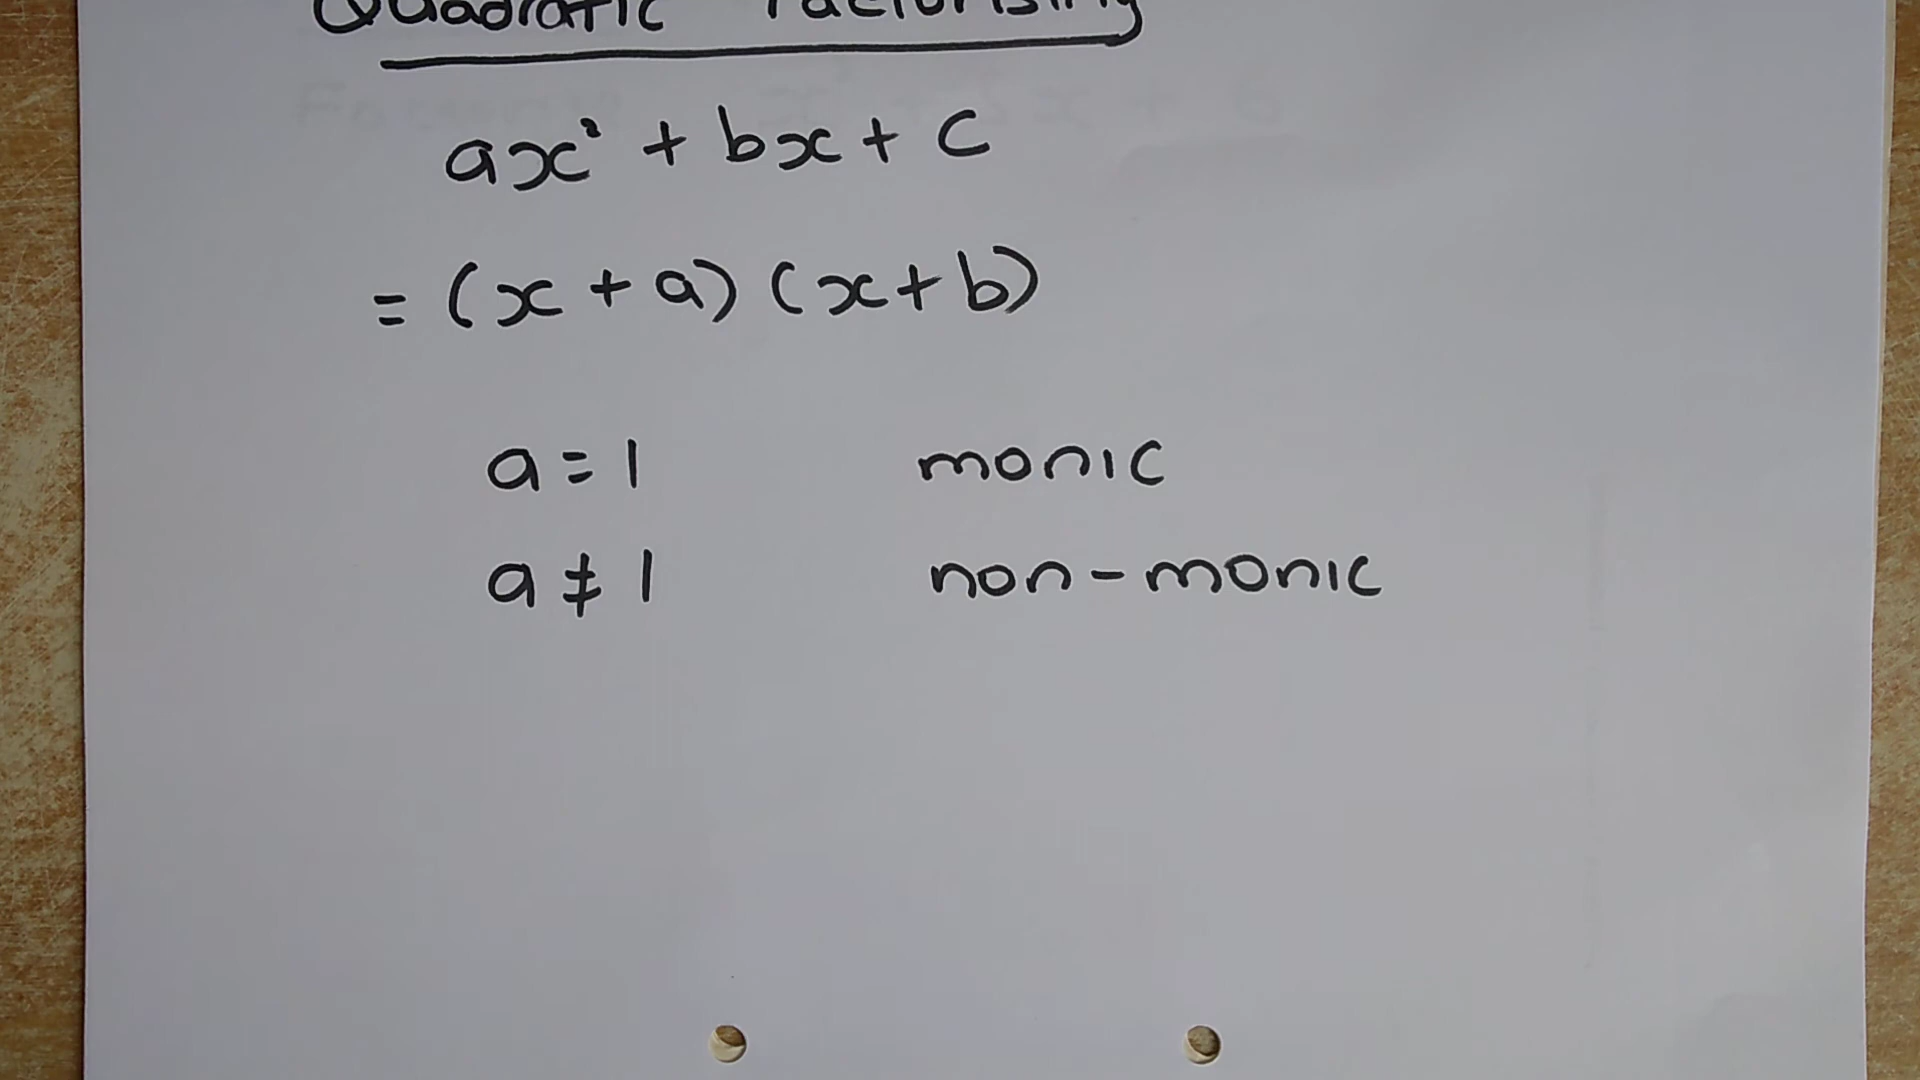 Quadratic Factorising
ax² + bx + c
= (x + a) (x + b)
a = 1 monic
a ≠ 1 non-monic